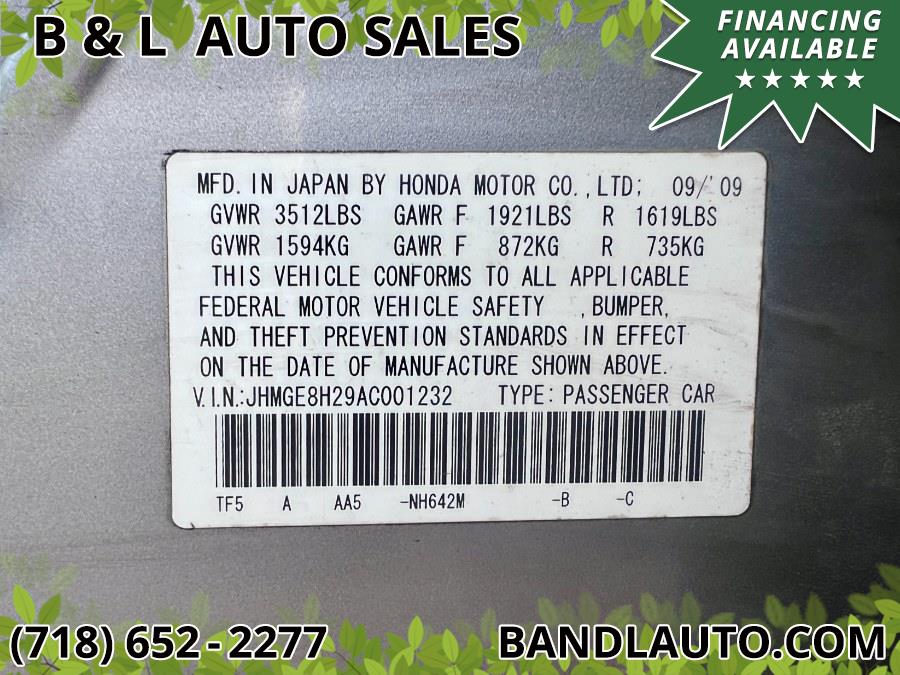 B & L AUTO SALES
FINANCING
AVAILABLE
MFD. IN JAPAN BY HONDA MOTOR CO.,LTD; 09/'09
GVWR 3512LBS GAWR F 1921LBS R 1619LBS
GVWR 1594KG GAWR F 872KG R 735KG
THIS VEHICLE CONFORMS TO ALL APPLICABLE
FEDERAL MOTOR VEHICLE SAFETY ,BUMPER,
AND THEFT PREVENTION STANDARDS IN EFFECT
ON THE DATE OF MANUFACTURE SHOWN ABOVE.
V.I.N.:JHMGE8H29AC001232 TYPE: PASSENGER CAR
TF5 A AA5 -NH642M -B -C
(718) 652-2277
BANDLAUTO.COM